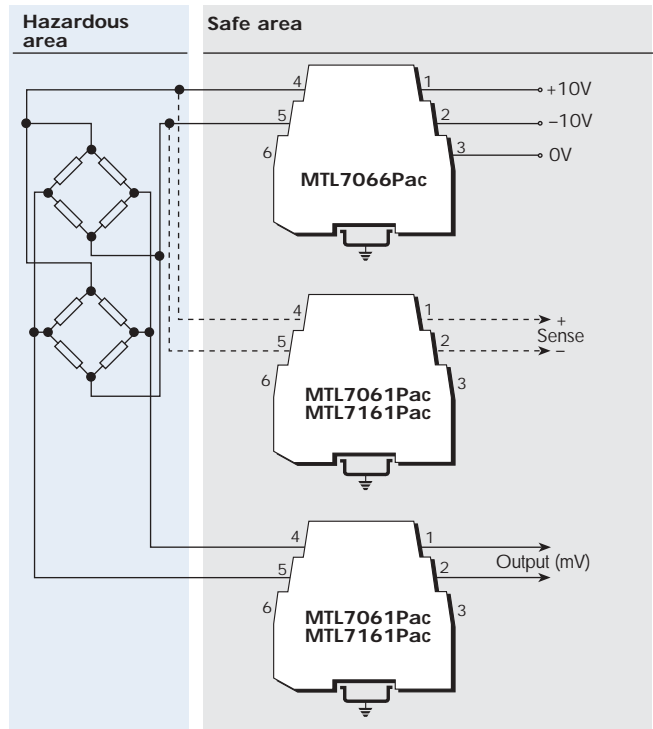 Hazardous
area
Safe area
4
1
+10V
5
2
–10V
6
3
0V
MTL7066Pac
4
1
+
Sense
5
2
–
6
3
MTL7061Pac
MTL7161Pac
4
1
Output (mV)
5
2
6
3
MTL7061Pac
MTL7161Pac